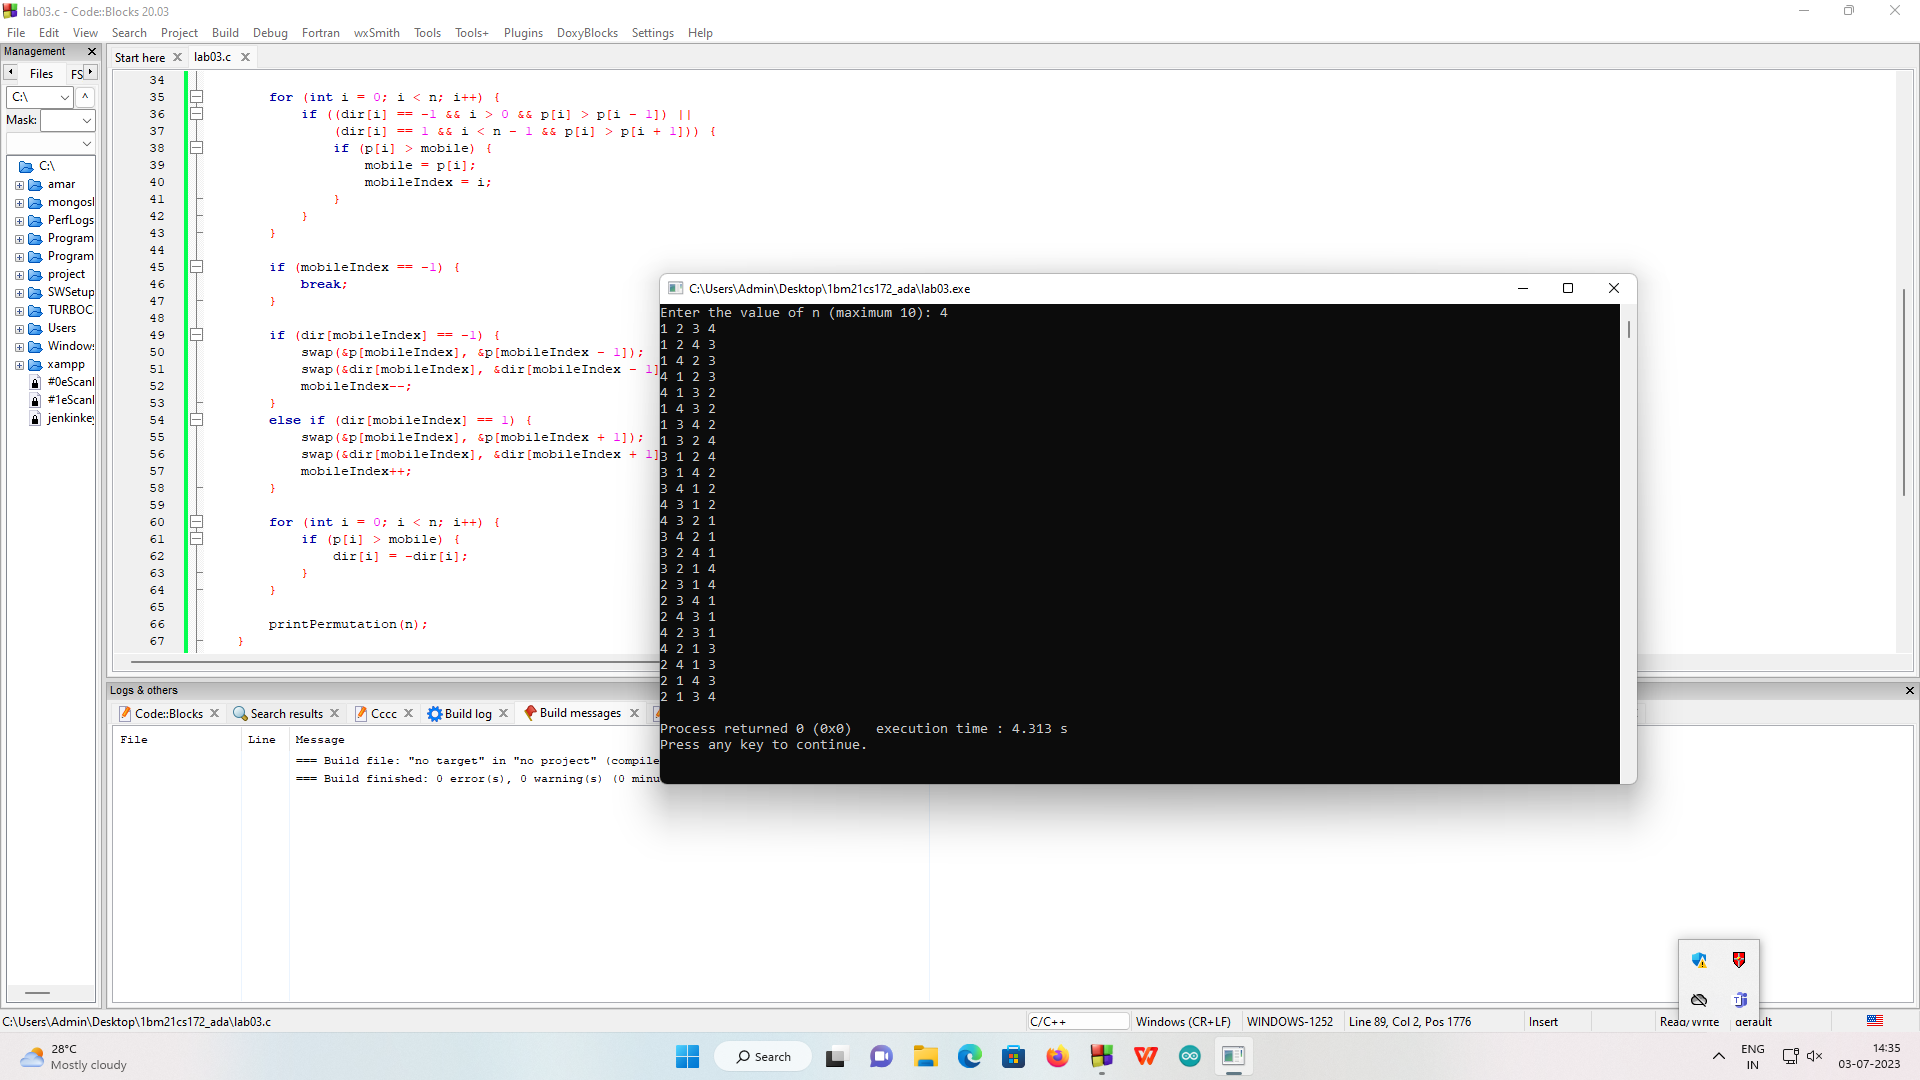 lab03.c - Code::Blocks 20.03
File Edit View Search Project Build Debug Fortran wxSmith Tools Tools+ Plugins DoxyBlocks Settings Help
Management
Start here lab03.c
Files FS
C:\
^
Mask:
C:\
amar
mongosl
PerfLogs
Program
Program
project
SWSetup
TURBOC
Users
Windows
xampp
#0eScanl
#1eScanl
jenkinke
34
35 for (int i = 0; i < n; i++) {
36 if ((dir[i] == -1 && i > 0 && p[i] > p[i - 1]) ||
37 (dir[i] == 1 && i < n - 1 && p[i] > p[i + 1])) {
38 if (p[i] > mobile) {
39 mobile = p[i];
40 mobileIndex = i;
41 }
42 }
43 }
44
45 if (mobileIndex == -1) {
46 break;
47 }
48
49 if (dir[mobileIndex] == -1) {
50 swap(&p[mobileIndex], &p[mobileIndex - 1]);
51 swap(&dir[mobileIndex], &dir[mobileIndex - 1]
52 mobileIndex--;
53 }
54 else if (dir[mobileIndex] == 1) {
55 swap(&p[mobileIndex], &p[mobileIndex + 1]);
56 swap(&dir[mobileIndex], &dir[mobileIndex + 1]
57 mobileIndex++;
58 }
59
60 for (int i = 0; i < n; i++) {
61 if (p[i] > mobile) {
62 dir[i] = -dir[i];
63 }
64 }
65
66 printPermutation(n);
67 }
C:\Users\Admin\Desktop\1bm21cs172_ada\lab03.exe
Enter the value of n (maximum 10): 4
1 2 3 4
1 2 4 3
1 4 2 3
4 1 2 3
4 1 3 2
1 4 3 2
1 3 4 2
1 3 2 4
3 1 2 4
3 1 4 2
3 4 1 2
4 3 1 2
4 3 2 1
3 4 2 1
3 2 4 1
3 2 1 4
2 3 1 4
2 3 4 1
2 4 3 1
4 2 3 1
4 2 1 3
2 4 1 3
2 1 4 3
2 1 3 4
Process returned 0 (0x0) execution time : 4.313 s
Press any key to continue.
Logs & others
Code::Blocks Search results Cccc Build log Build messages
File Line Message
=== Build file: "no target" in "no project" (compile
=== Build finished: 0 error(s), 0 warning(s) (0 minu
C:\Users\Admin\Desktop\1bm21cs172_ada\lab03.c C/C++ Windows (CR+LF) WINDOWS-1252 Line 89, Col 2, Pos 1776 Insert Read/Write default
28°C
Mostly cloudy
Search
ENG
IN
14:35
03-07-2023